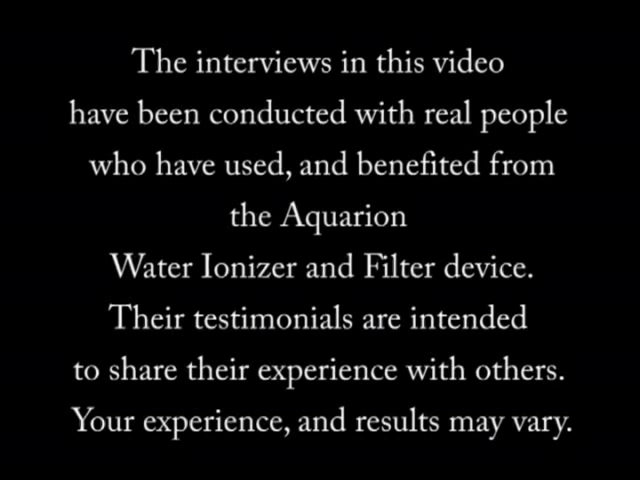 The interviews in this video
have been conducted with real people
who have used, and benefited from
the Aquarion
Water Ionizer and Filter device.
Their testimonials are intended
to share their experience with others.
Your experience, and results may vary.